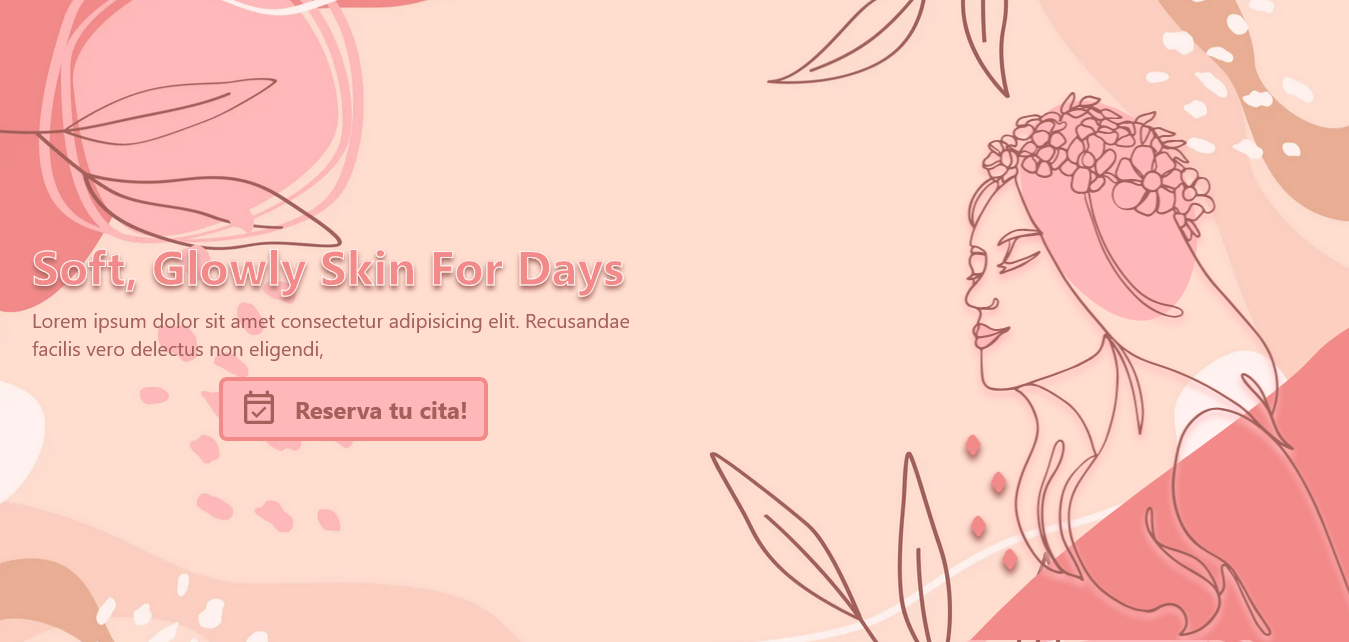 Soft, Glowly Skin For Days
Lorem ipsum dolor sit amet consectetur adipisicing elit. Recusandae
facilis vero delectus non eligendi,
Reserva tu cita!